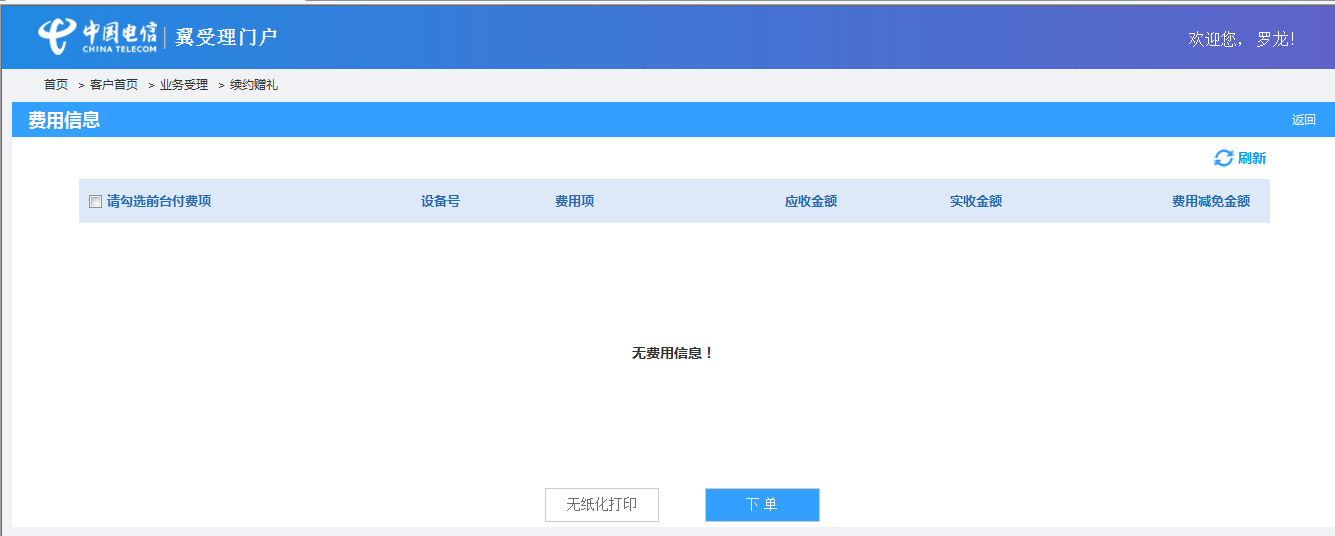 中国电信 CHINA TELECOM 翼受理门户 欢迎您， 罗龙！
首页 > 客户首页 > 业务受理 > 续约赠礼
费用信息 返回
刷新
请勾选前台付费项 设备号 费用项 应收金额 实收金额 费用减免金额
无费用信息！
无纸化打印 下 单